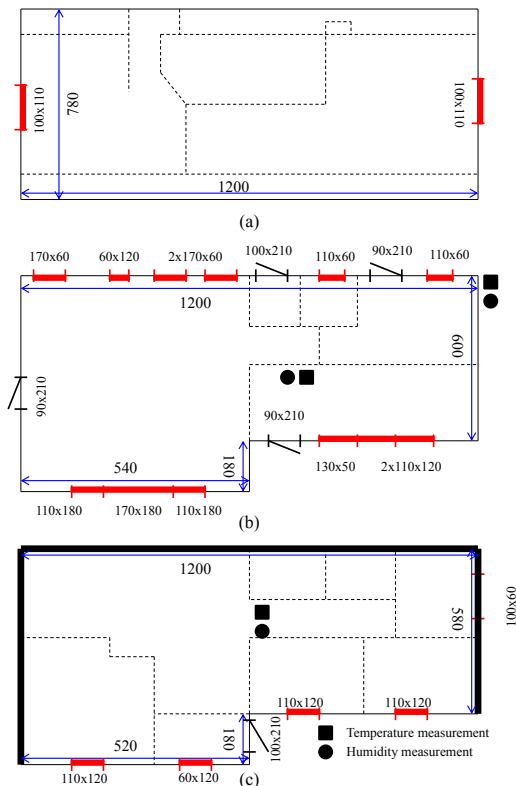 100x110
780
100x110
1200
(a)
170x60 60x120 2x170x60 100x210 110x60 90x210 110x60
1200
600
90x210
90x210
540
180
130x50 2x110x120
110x180 170x180 110x180
(b)
1200
580
100x60
110x120 110x120
520
180
100x210
Temperature measurement
Humidity measurement
110x120 60x120
(c)